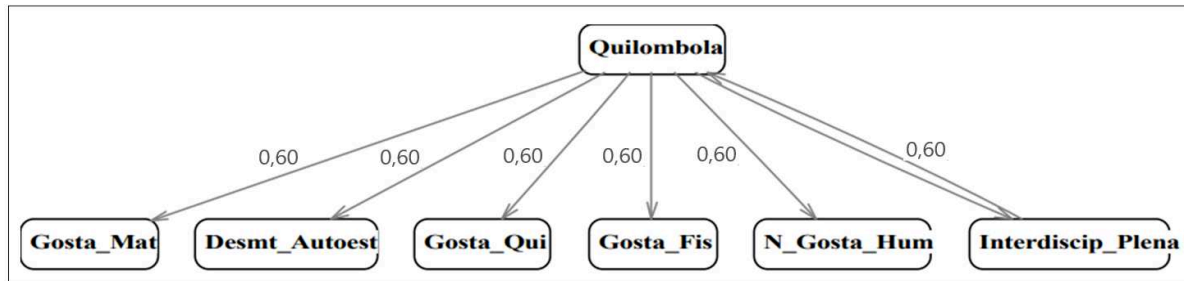 Quilombola
0,60 0,60 0,60 0,60 0,60 0,60
Gosta_Mat Desmt_Autoest Gosta_Qui Gosta_Fis N_Gosta_Hum Interdiscip_Plena